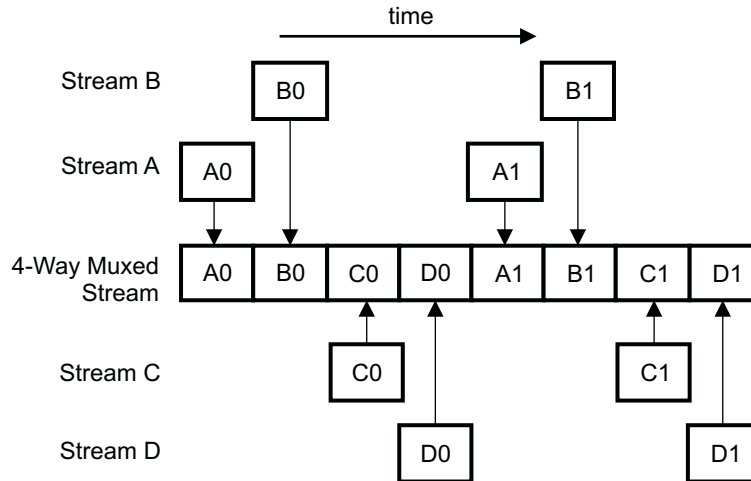 time
Stream B B0 B1
Stream A A0 A1
4-Way Muxed
Stream
A0 B0 C0 D0 A1 B1 C1 D1
Stream C C0 C1
Stream D D0 D1